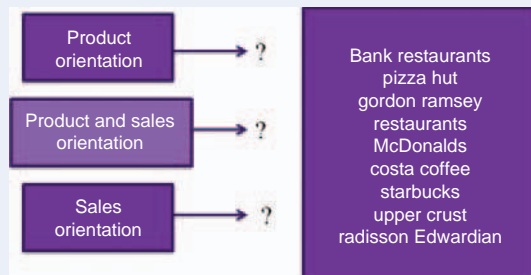 Product
orientation
?
Product and sales
orientation
?
Sales
orientation
?
Bank restaurants
pizza hut
gordon ramsey
restaurants
McDonalds
costa coffee
starbucks
upper crust
radisson Edwardian